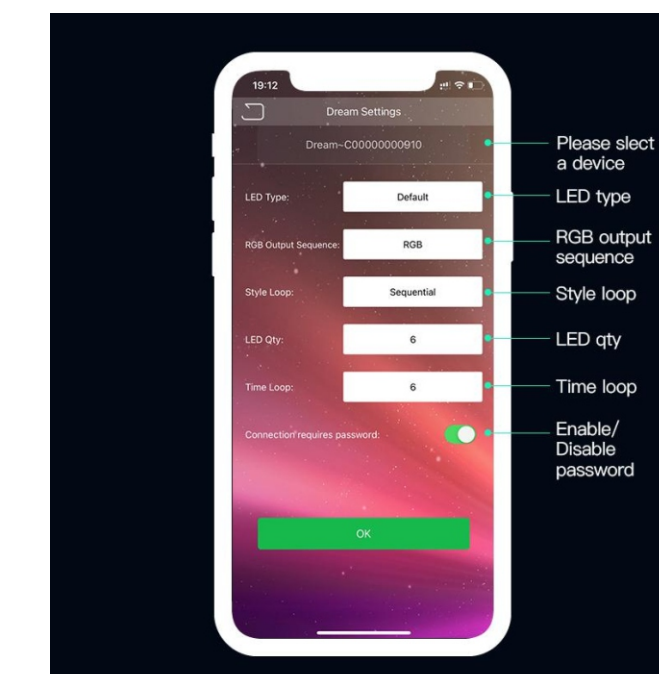 19:12
Dream Settings
Dream~C00000000910
Please slect
a device
LED Type:
Default
LED type
RGB Output Sequence:
RGB
RGB output
sequence
Style Loop:
Sequential
Style loop
LED Qty:
6
LED qty
Time Loop:
6
Time loop
Connection requires password:
Enable/
Disable
password
OK